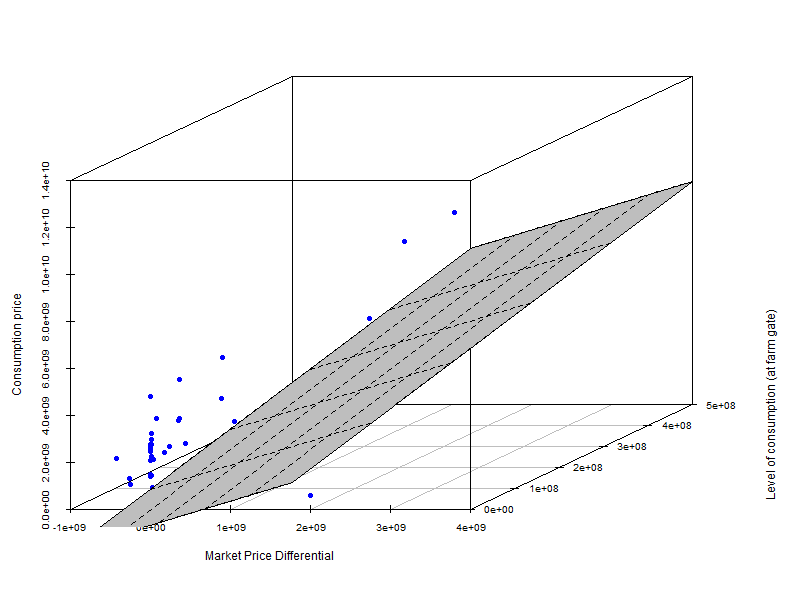 Consumption price
1.4e+10
1.2e+10
1.0e+10
8.0e+09
6.0e+09
4.0e+09
2.0e+09
0.0e+00
-1e+09
0e+00
1e+09
2e+09
3e+09
4e+09
Market Price Differential
0e+00
1e+08
2e+08
3e+08
4e+08
5e+08
Level of consumption (at farm gate)